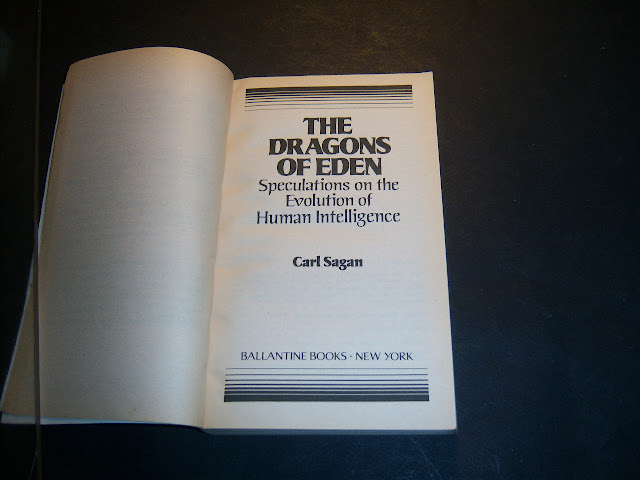 THE
DRAGONS
OF EDEN
Speculations on the
Evolution of
Human Intelligence
Carl Sagan
BALLANTINE BOOKS · NEW YORK